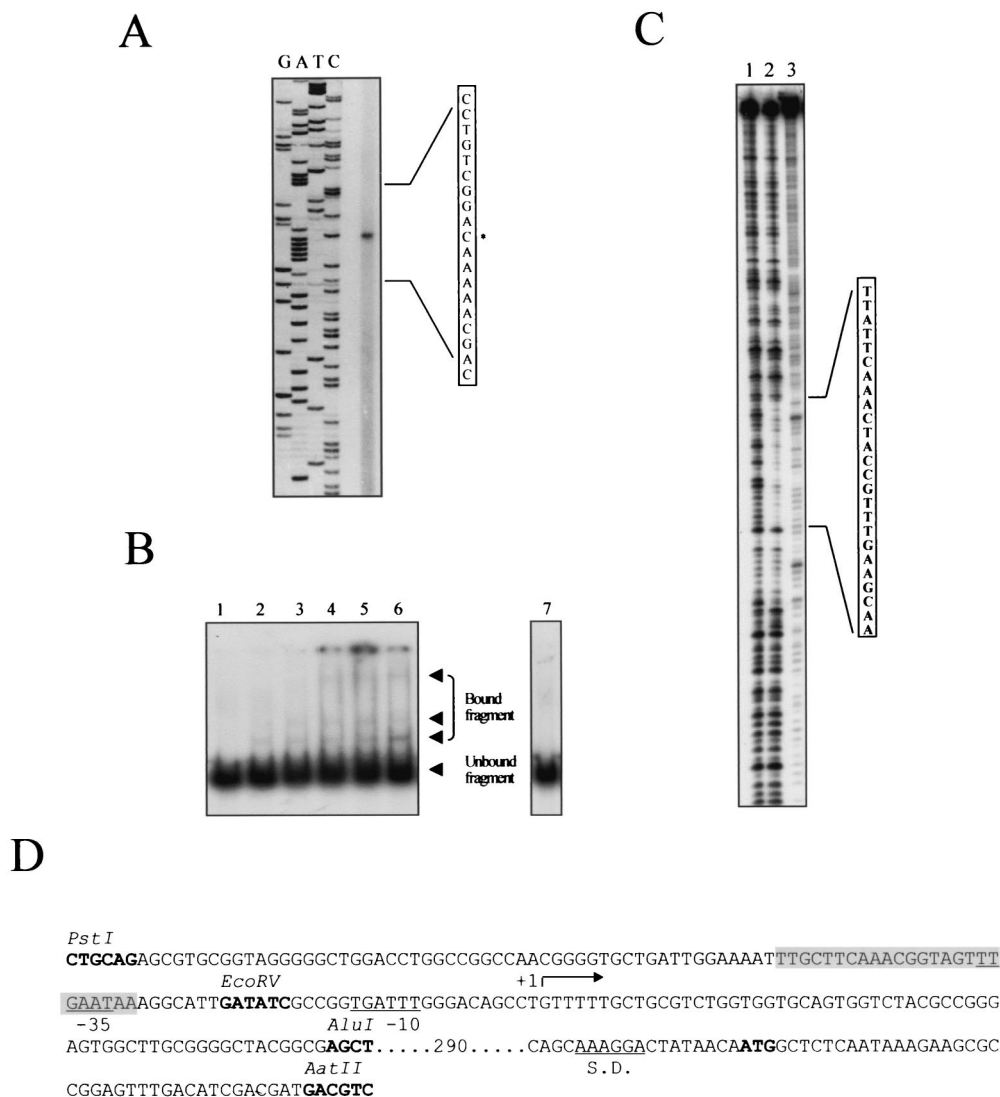 A
G A T C
C
C
T
G
T
C
G
G
A
C *
A
A
A
A
A
C
G
A
C
B
1 2 3 4 5 6 7
Bound
fragment
Unbound
fragment
C
1 2 3
T
T
A
T
T
C
A
A
A
C
T
A
C
C
G
T
T
T
G
A
A
G
C
A
A
D
PstI
CTGCAGAGCGTGCGGTAGGGGGCTGGACCTGGCCGGCCAACGGGGTGCTGATTGGAAAATTTGCTTCAAACGGTAGTTT
EcoRV +1
GAATAAAGGCATTGATATCGCCGGTGATTTGGGACAGCCTGTTTTTGCTGCGTCTGGTGGTGCAGTGGTCTACGCCGGG
-35 AluI -10
AGTGGCTTGCGGGGCTACGGCGAGCT.....290.....CAGCAAAGGACTATAACAATGGCTCTCAATAAAGAAGCGC
AatII S.D.
CGGAGTTTGACATCGACGATGACGTC